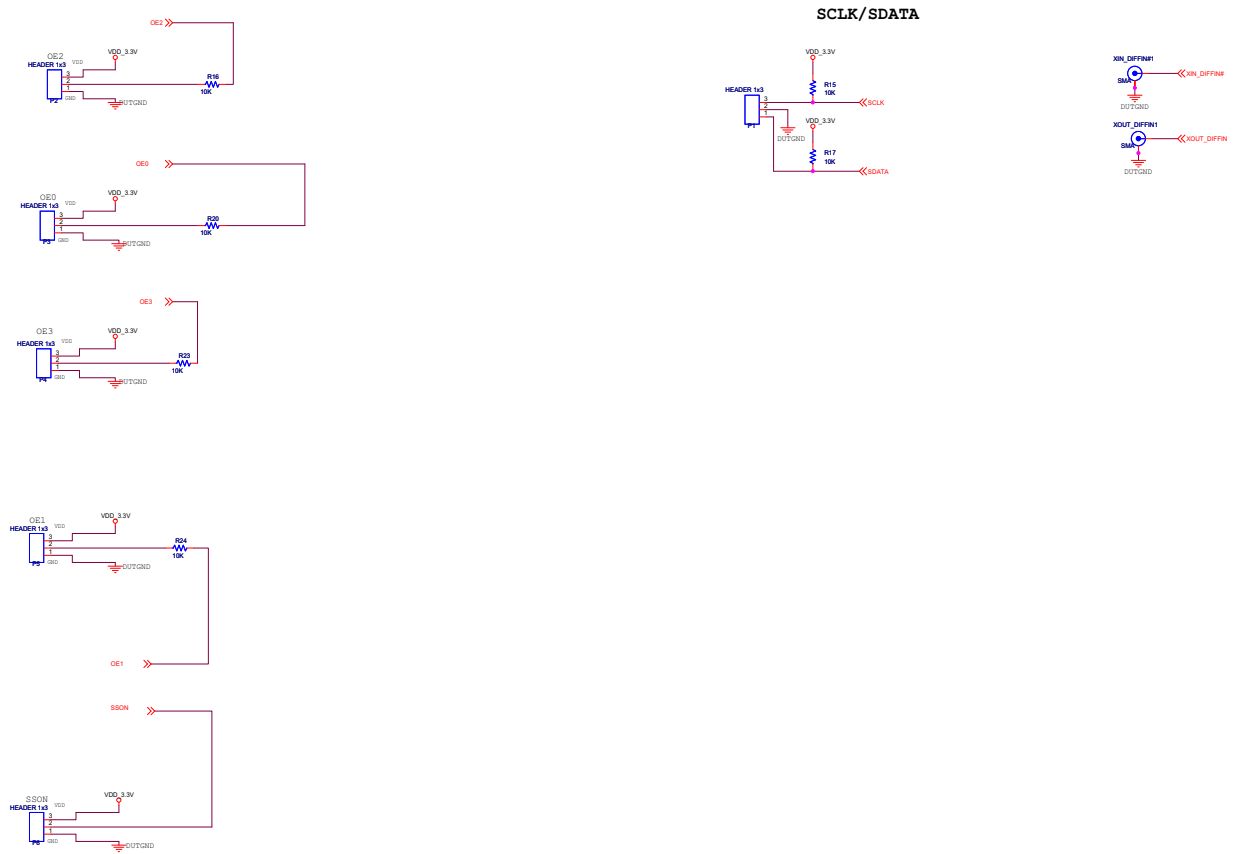 SCLK/SDATA
OE2
OE2
HEADER 1x3
VDD
VDD_3.3V
3
2
1
P2
GND
DUTGND
R16
10K
OE0
OE0
HEADER 1x3
VDD
VDD_3.3V
3
2
1
P3
GND
DUTGND
R20
10K
OE3
OE3
HEADER 1x3
VDD
VDD_3.3V
3
2
1
P4
GND
DUTGND
R23
10K
OE1
HEADER 1x3
VDD
VDD_3.3V
3
2
1
P5
GND
DUTGND
R24
10K
OE1
SSON
SSON
HEADER 1x3
VDD
VDD_3.3V
3
2
1
P6
GND
DUTGND
VDD_3.3V
R15
10K
HEADER 1x3
3
2
1
P1
SCLK
DUTGND
VDD_3.3V
R17
10K
SDATA
XIN_DIFFIN#1
XIN_DIFFIN#
SMA
DUTGND
XOUT_DIFFIN1
XOUT_DIFFIN
SMA
DUTGND